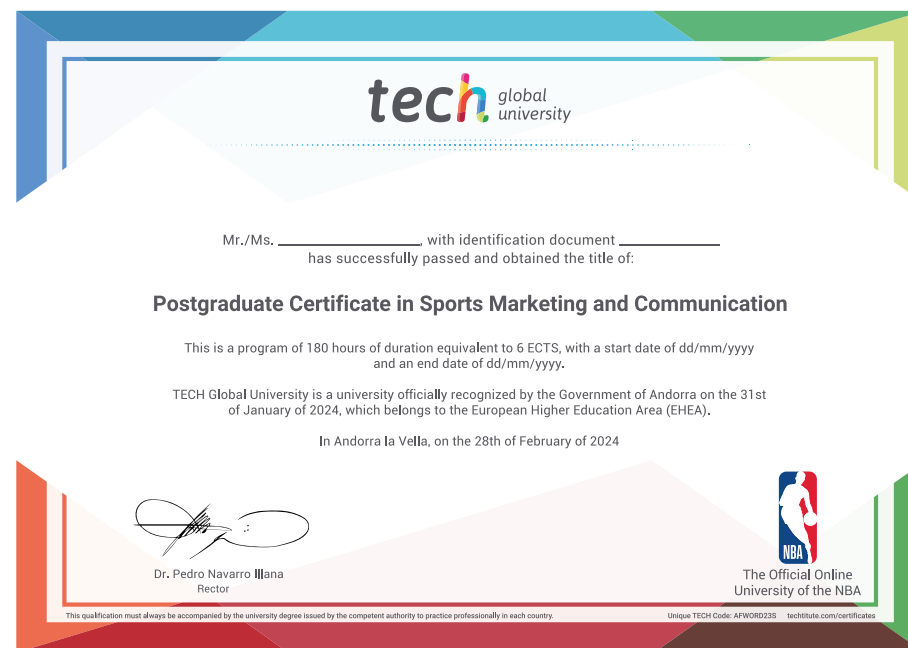 tech global university
Mr./Ms. ____________, with identification document ____________
has successfully passed and obtained the title of:
Postgraduate Certificate in Sports Marketing and Communication
This is a program of 180 hours of duration equivalent to 6 ECTS, with a start date of dd/mm/yyyy
and an end date of dd/mm/yyyy.
TECH Global University is a university officially recognized by the Government of Andorra on the 31st
of January of 2024, which belongs to the European Higher Education Area (EHEA).
In Andorra la Vella, on the 28th of February of 2024
Dr. Pedro Navarro Illana
Rector
NBA
The Official Online
University of the NBA
This qualification must always be accompanied by the university degree issued by the competent authority to practice professionally in each country.
Unique TECH Code: AFWORD23S techtitute.com/certificates